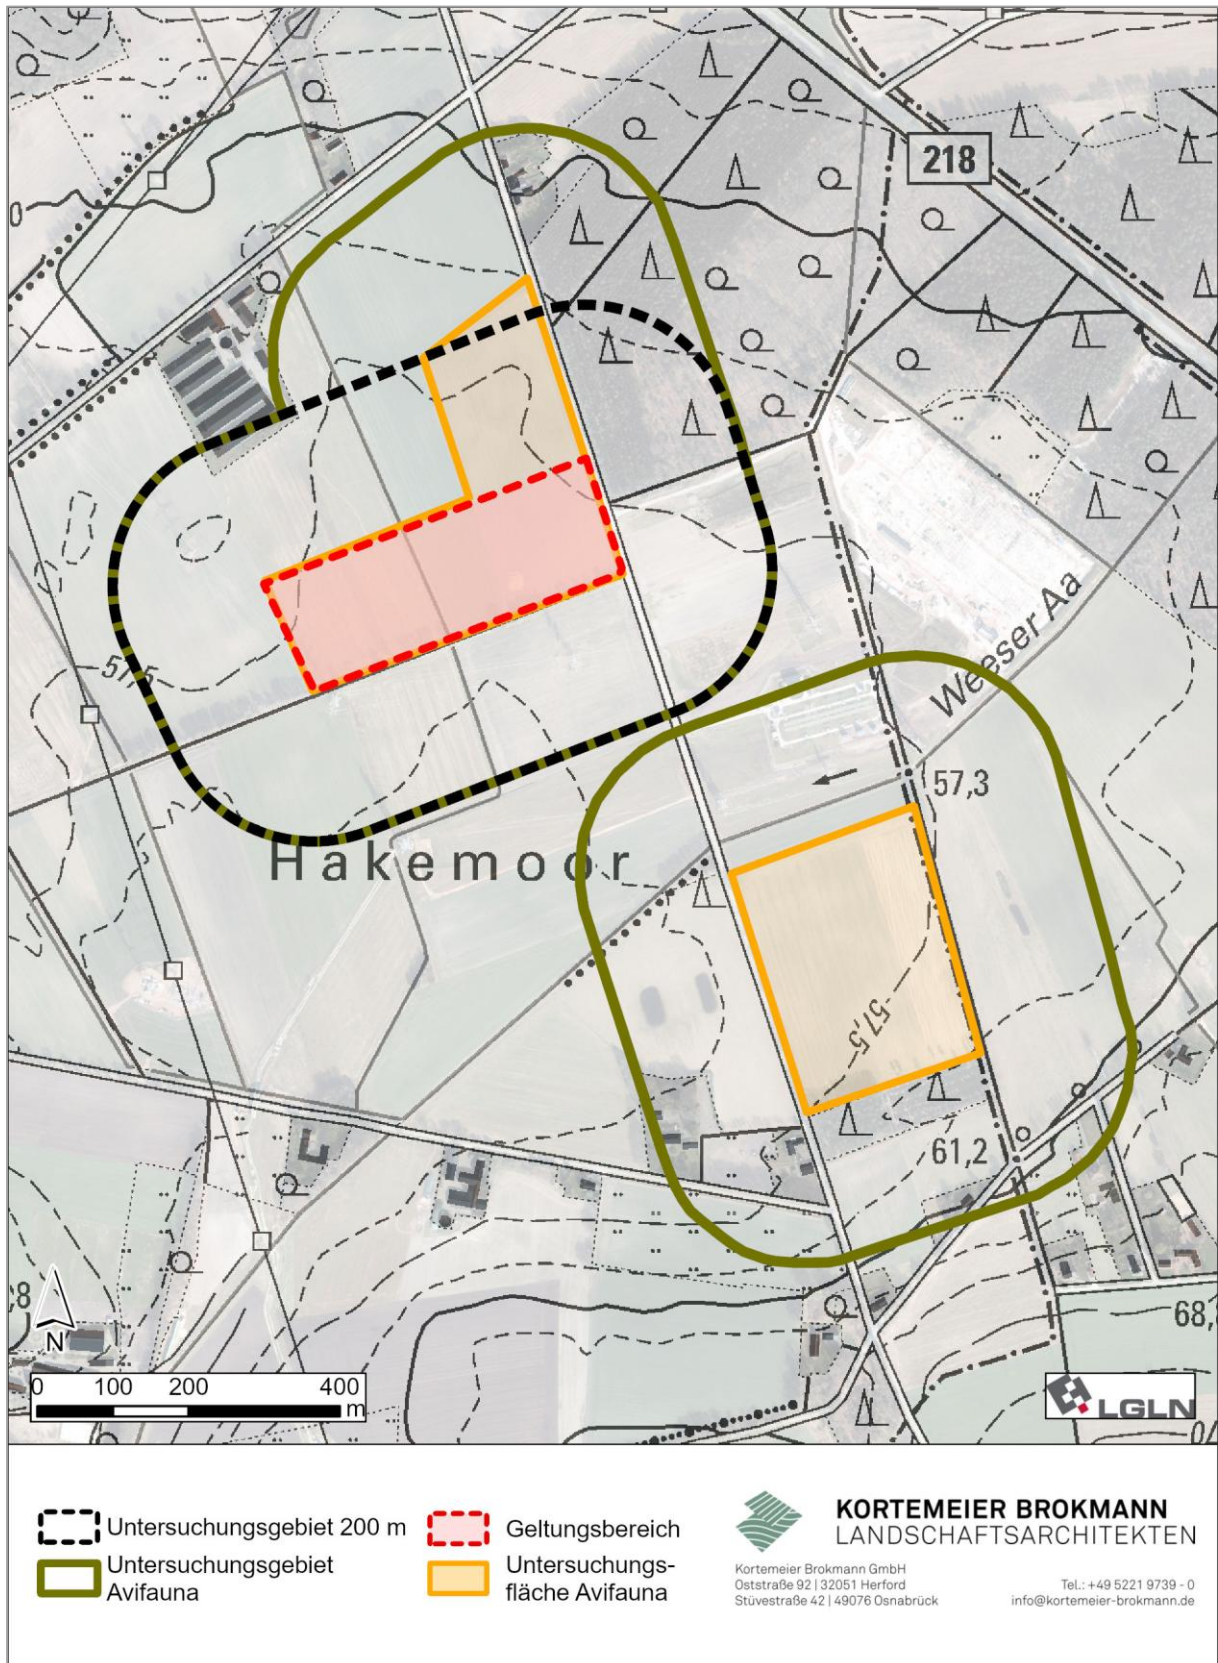 218
57,5
Weeser Aa
57,3
Hakemoor
-57,5
61,2
68,
,8
N
0 100 200 400
m
LGLN
Untersuchungsgebiet 200 m
Untersuchungsgebiet
Avifauna
Geltungsbereich
Untersuchungs-
fläche Avifauna
KORTEMEIER BROKMANN
LANDSCHAFTSARCHITEKTEN
Kortemeier Brokmann GmbH
Oststraße 92 | 32051 Herford
Stüvestraße 42 | 49076 Osnabrück
Tel.: +49 5221 9739 - 0
info@kortemeier-brokmann.de